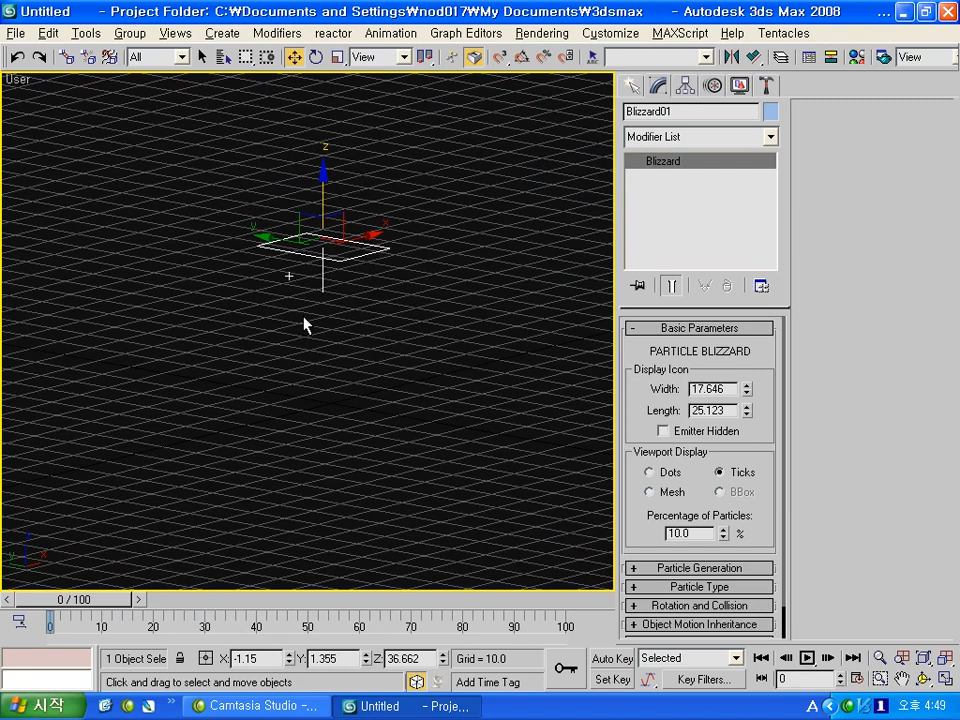 Untitled - Project Folder: C:₩Documents and Settings₩nod017₩My Documents₩3dsmax - Autodesk 3ds Max 2008 ...
File Edit Tools Group Views Create Modifiers reactor Animation Graph Editors Rendering Customize MAXScript Help Tentacles
All View View
User
Blizzard01
Modifier List
Blizzard
z
y x
- Basic Parameters
PARTICLE BLIZZARD
Display Icon
Width: 17.646
Length: 25.123
Emitter Hidden
Viewport Display
Dots Ticks
Mesh BBox
Percentage of Particles:
10.0 %
+ Particle Generation
+ Particle Type
+ Rotation and Collision
+ Object Motion Inheritance
z
y x
< 0 / 100 >
0 10 20 30 40 50 60 70 80 90 100
1 Object Sele X: -1.15 Y: 1.355 Z: 36.662 Grid = 10.0 Auto Key Selected
Click and drag to select and move objects Add Time Tag Set Key Key Filters... 0
시작 Camtasia Studio -... Untitled - Proje... A 오후 4:49